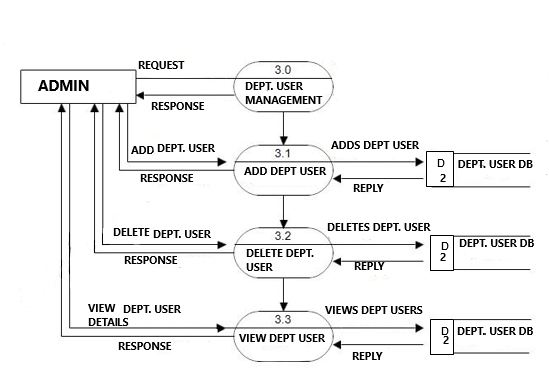 REQUEST
3.0
ADMIN
DEPT. USER
MANAGEMENT
RESPONSE
ADD DEPT. USER
3.1
ADDS DEPT USER
D
2
DEPT. USER DB
ADD DEPT USER
RESPONSE
REPLY
DELETE DEPT. USER
3.2
DELETES DEPT. USER
D
2
DEPT. USER DB
DELETE DEPT.
USER
RESPONSE
REPLY
VIEW DEPT. USER
DETAILS
3.3
VIEWS DEPT USERS
D
2
DEPT. USER DB
VIEW DEPT USER
RESPONSE
REPLY